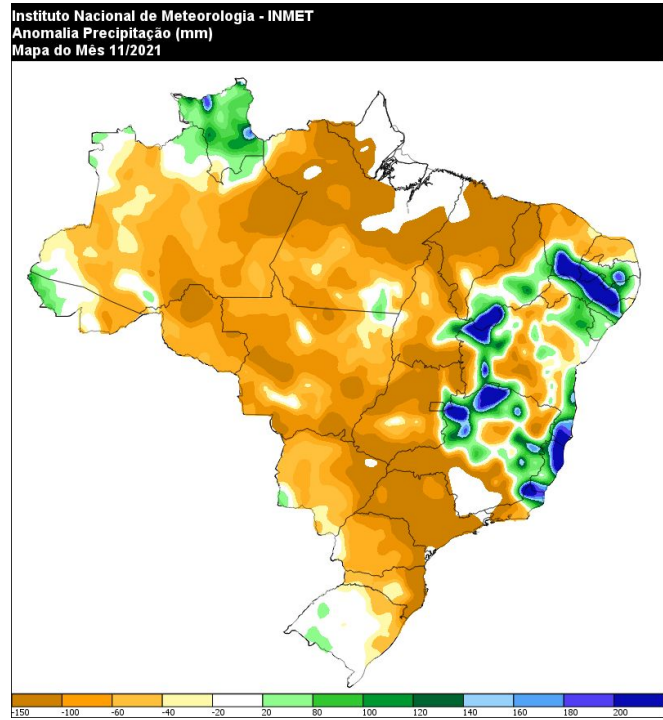 Instituto Nacional de Meteorologia - INMET
Anomalia Precipitação (mm)
Mapa do Mês 11/2021
-150 -100 -60 -40 -20 20 80 100 120 140 160 180 200